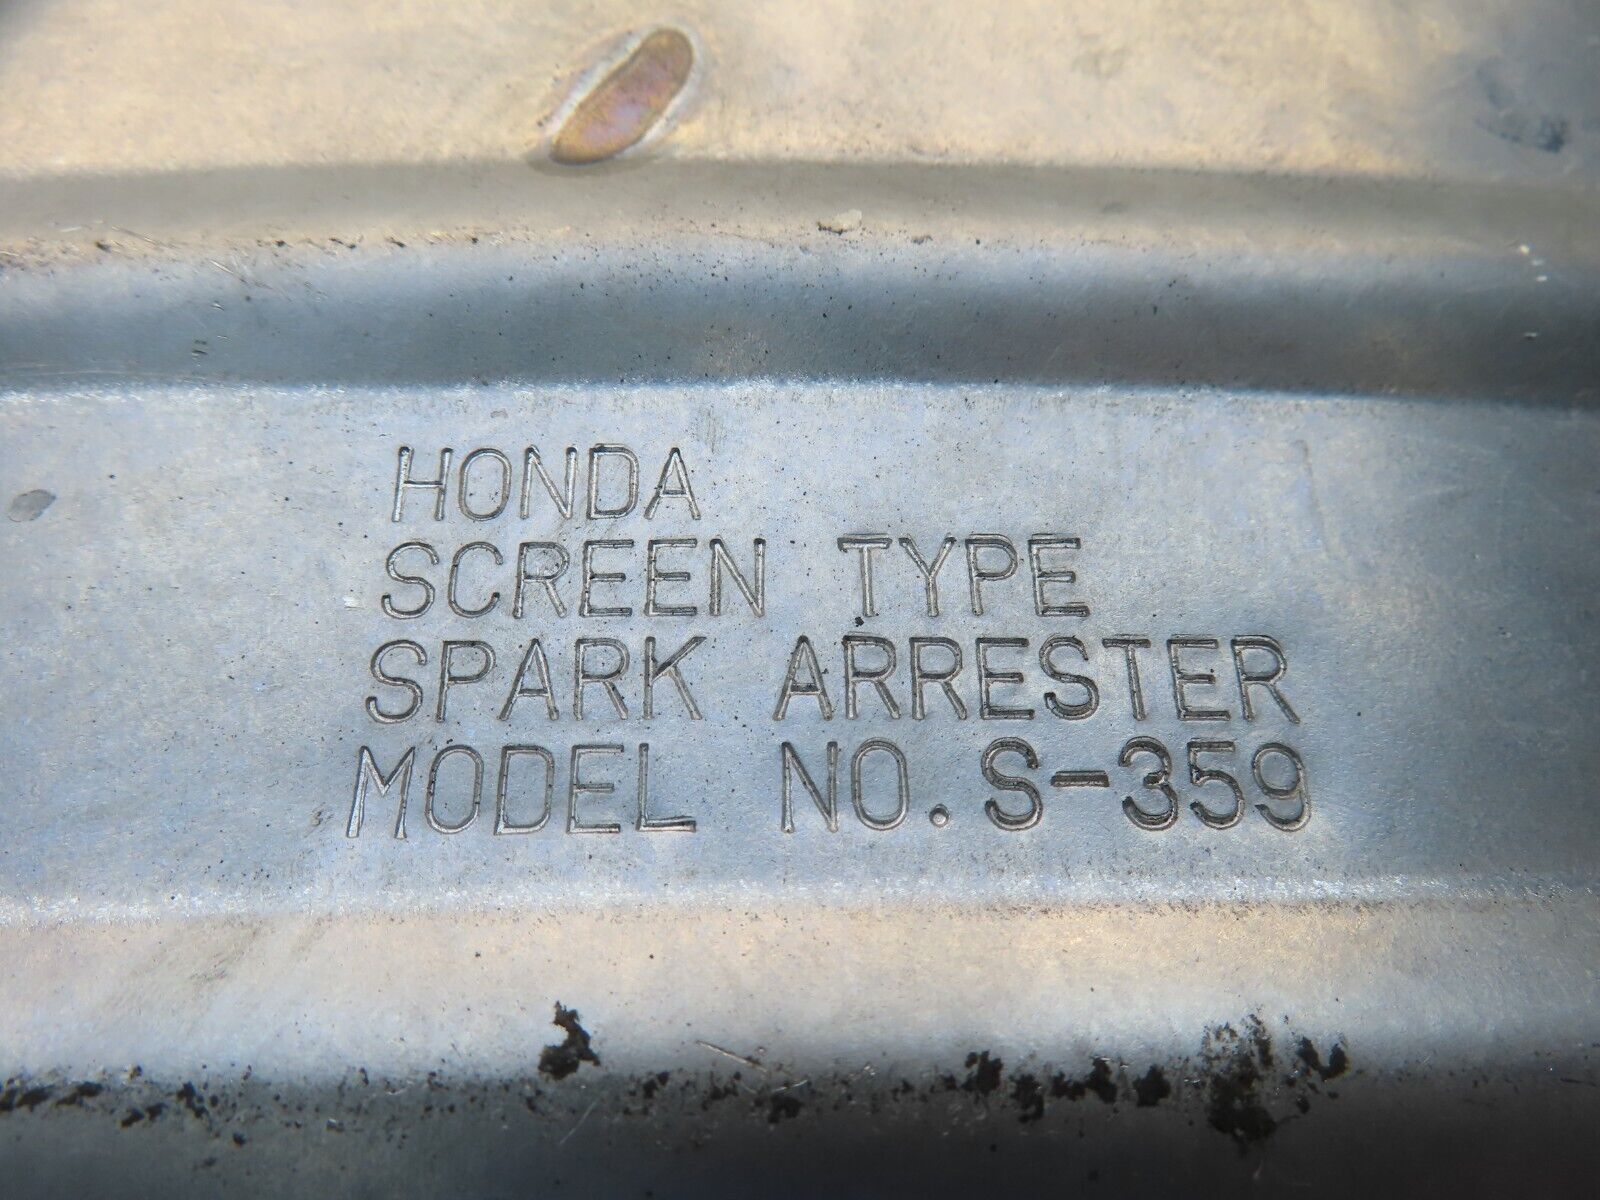 HONDA
SCREEN TYPE
SPARK ARRESTER
MODEL NO. S-359